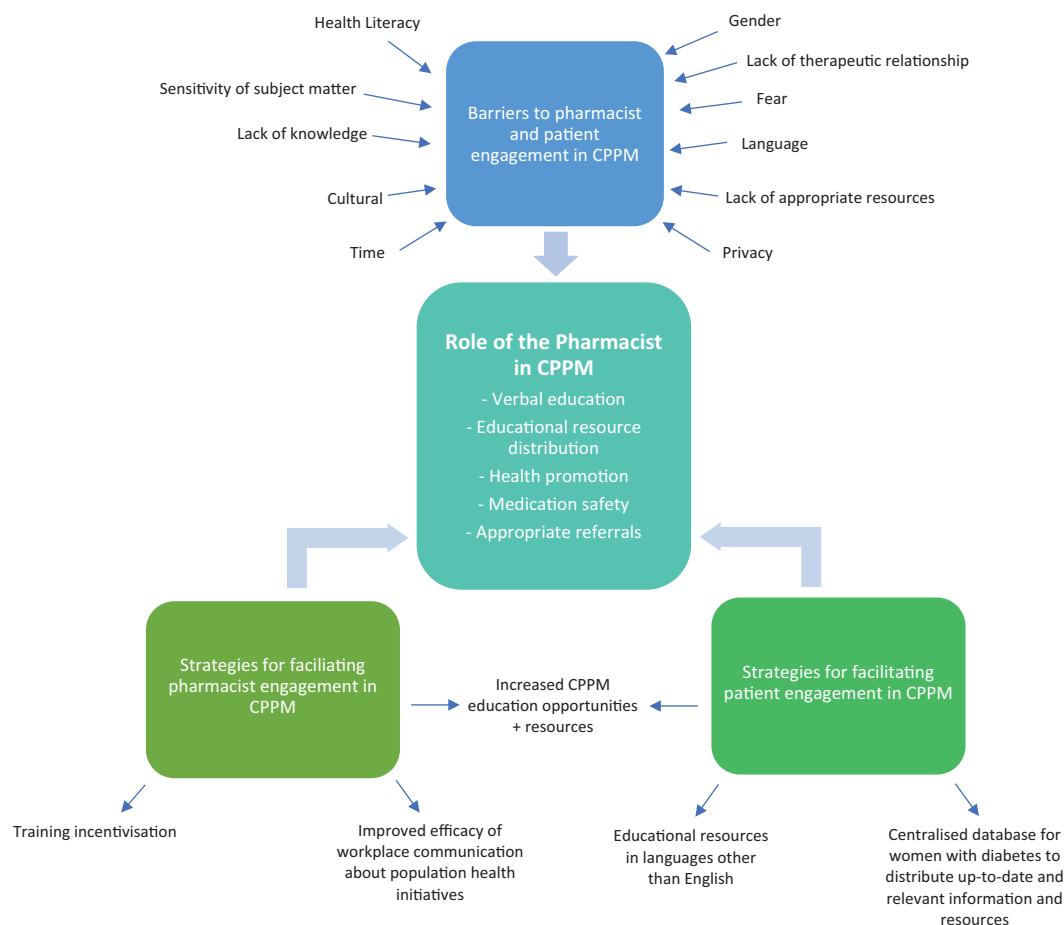 Health Literacy
Gender
Lack of therapeutic relationship
Sensitivity of subject matter
Fear
Barriers to pharmacist
and patient
engagement in CPPM
Lack of knowledge
Language
Cultural
Lack of appropriate resources
Time
Privacy
Role of the Pharmacist
in CPPM
- Verbal education
- Educational resource
distribution
- Health promotion
- Medication safety
- Appropriate referrals
Strategies for faciliating
pharmacist engagement in
CPPM
Strategies for facilitating
patient engagement in CPPM
Increased CPPM
education opportunities
+ resources
Training incentivisation
Improved efficacy of
workplace communication
about population health
initiatives
Educational resources
in languages other
than English
Centralised database for
women with diabetes to
distribute up-to-date and
relevant information and
resources